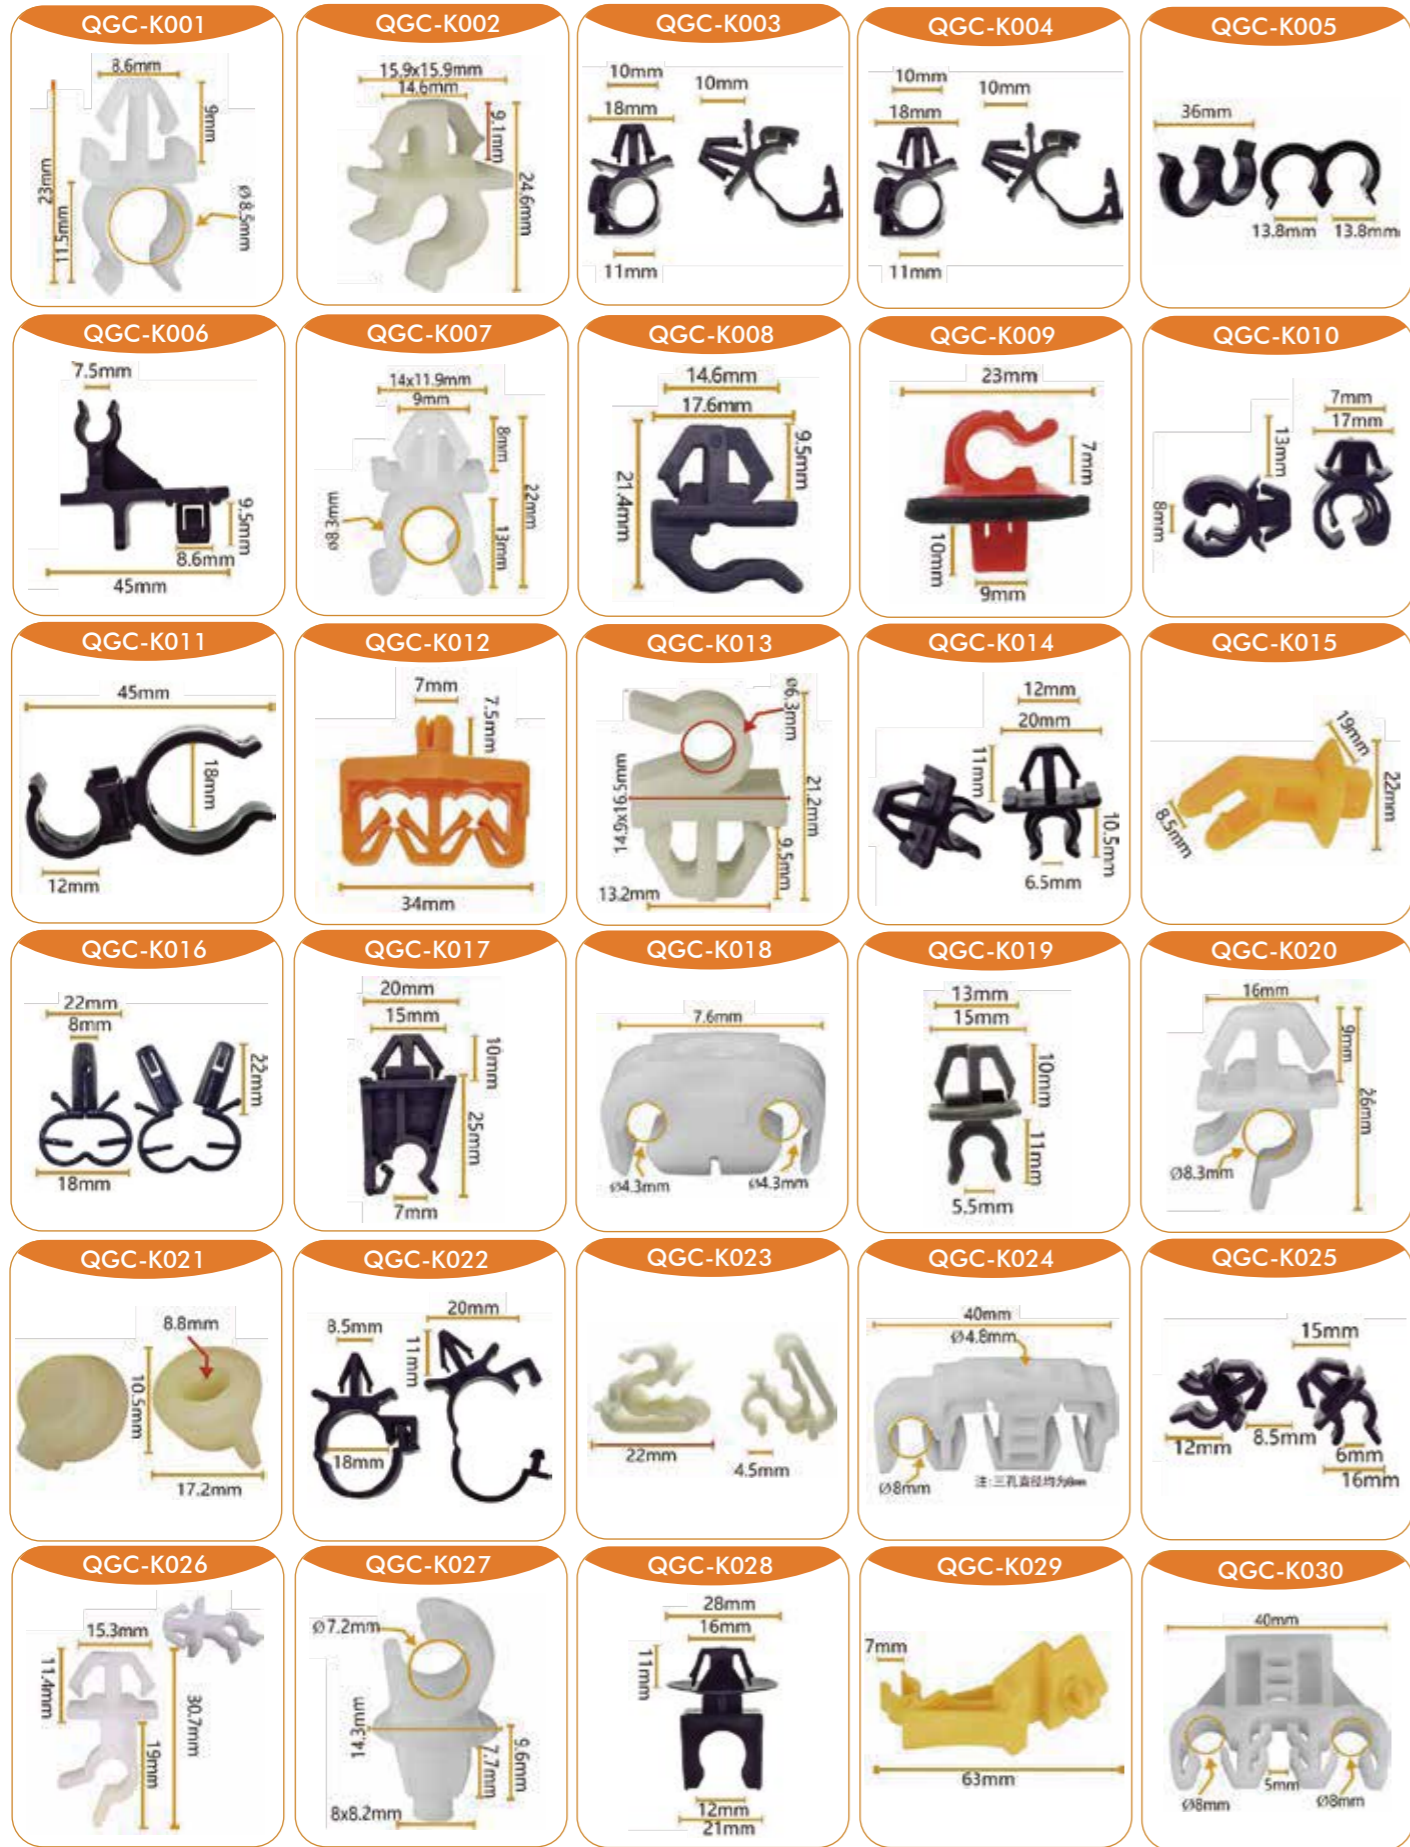 QGC-K001
8.6mm
9mm
23mm
11.5mm
Ø8.5mm
QGC-K002
15.9x15.9mm
14.6mm
9.1mm
24.6mm
QGC-K003
10mm
10mm
18mm
11mm
QGC-K004
10mm
10mm
18mm
11mm
QGC-K005
36mm
13.8mm
13.8mm
QGC-K006
7.5mm
9.5mm
8.6mm
45mm
QGC-K007
14x11.9mm
9mm
8mm
22mm
Ø8.3mm
13mm
QGC-K008
14.6mm
17.6mm
9.5mm
21.4mm
QGC-K009
23mm
7mm
10mm
9mm
QGC-K010
7mm
17mm
13mm
8mm
QGC-K011
45mm
18mm
12mm
QGC-K012
7mm
7.5mm
34mm
QGC-K013
Ø6.3mm
21.2mm
14.9x16.5mm
9.5mm
13.2mm
QGC-K014
12mm
20mm
11mm
10.5mm
6.5mm
QGC-K015
19mm
22mm
8.5mm
QGC-K016
22mm
8mm
22mm
18mm
QGC-K017
20mm
15mm
10mm
25mm
7mm
QGC-K018
7.6mm
Ø4.3mm
Ø4.3mm
QGC-K019
13mm
15mm
10mm
11mm
5.5mm
QGC-K020
16mm
9mm
26mm
Ø8.3mm
QGC-K021
8.8mm
10.5mm
17.2mm
QGC-K022
20mm
8.5mm
11mm
18mm
QGC-K023
22mm
4.5mm
QGC-K024
40mm
Ø4.8mm
Ø8mm
注:三孔直径均为8mm
QGC-K025
15mm
12mm
8.5mm
6mm
16mm
QGC-K026
15.3mm
11.4mm
30.7mm
19mm
QGC-K027
Ø7.2mm
14.3mm
7.7mm
9.6mm
8x8.2mm
QGC-K028
28mm
16mm
11mm
12mm
21mm
QGC-K029
7mm
63mm
QGC-K030
40mm
5mm
Ø8mm
Ø8mm